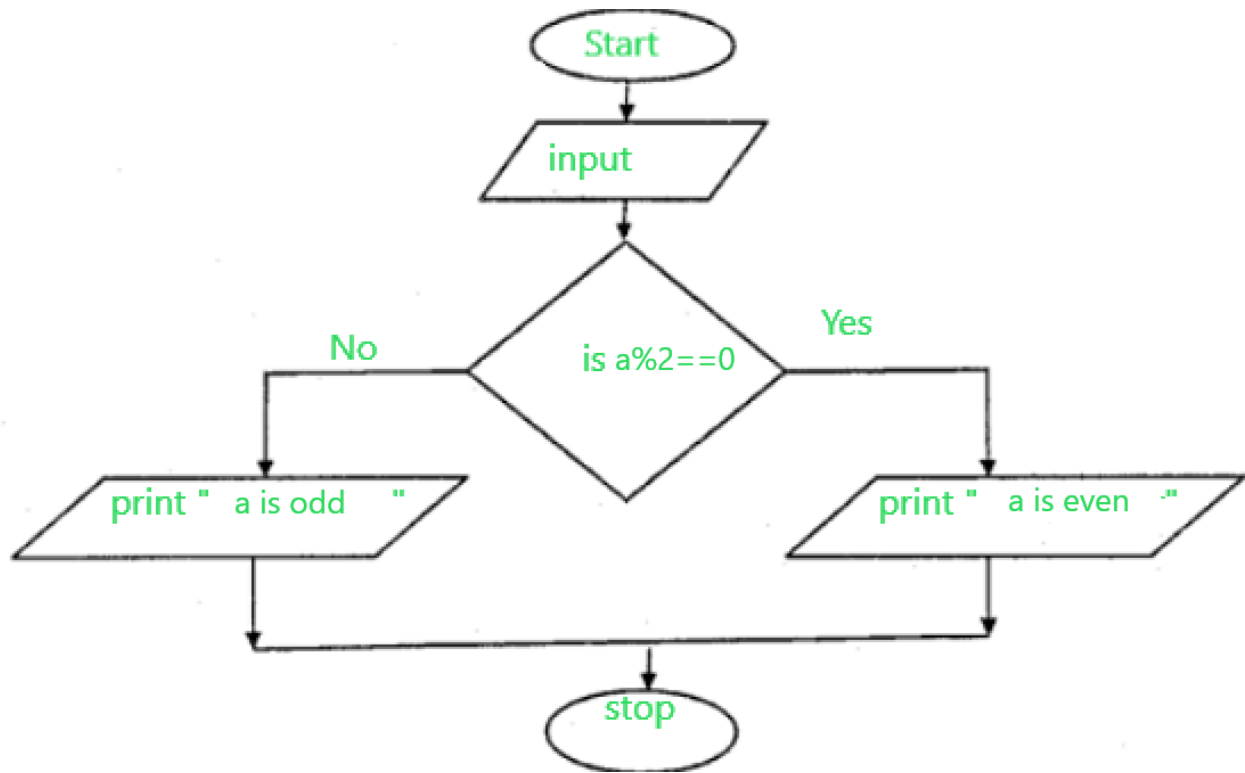 Start
input
Yes
No
is a%2==0
print " a is odd "
print " a is even "
stop